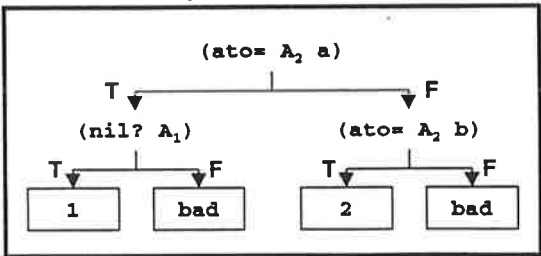 (ato= A₂ a)
T F
(nil? A₁) (ato= A₂ b)
T F T F
1 bad 2 bad